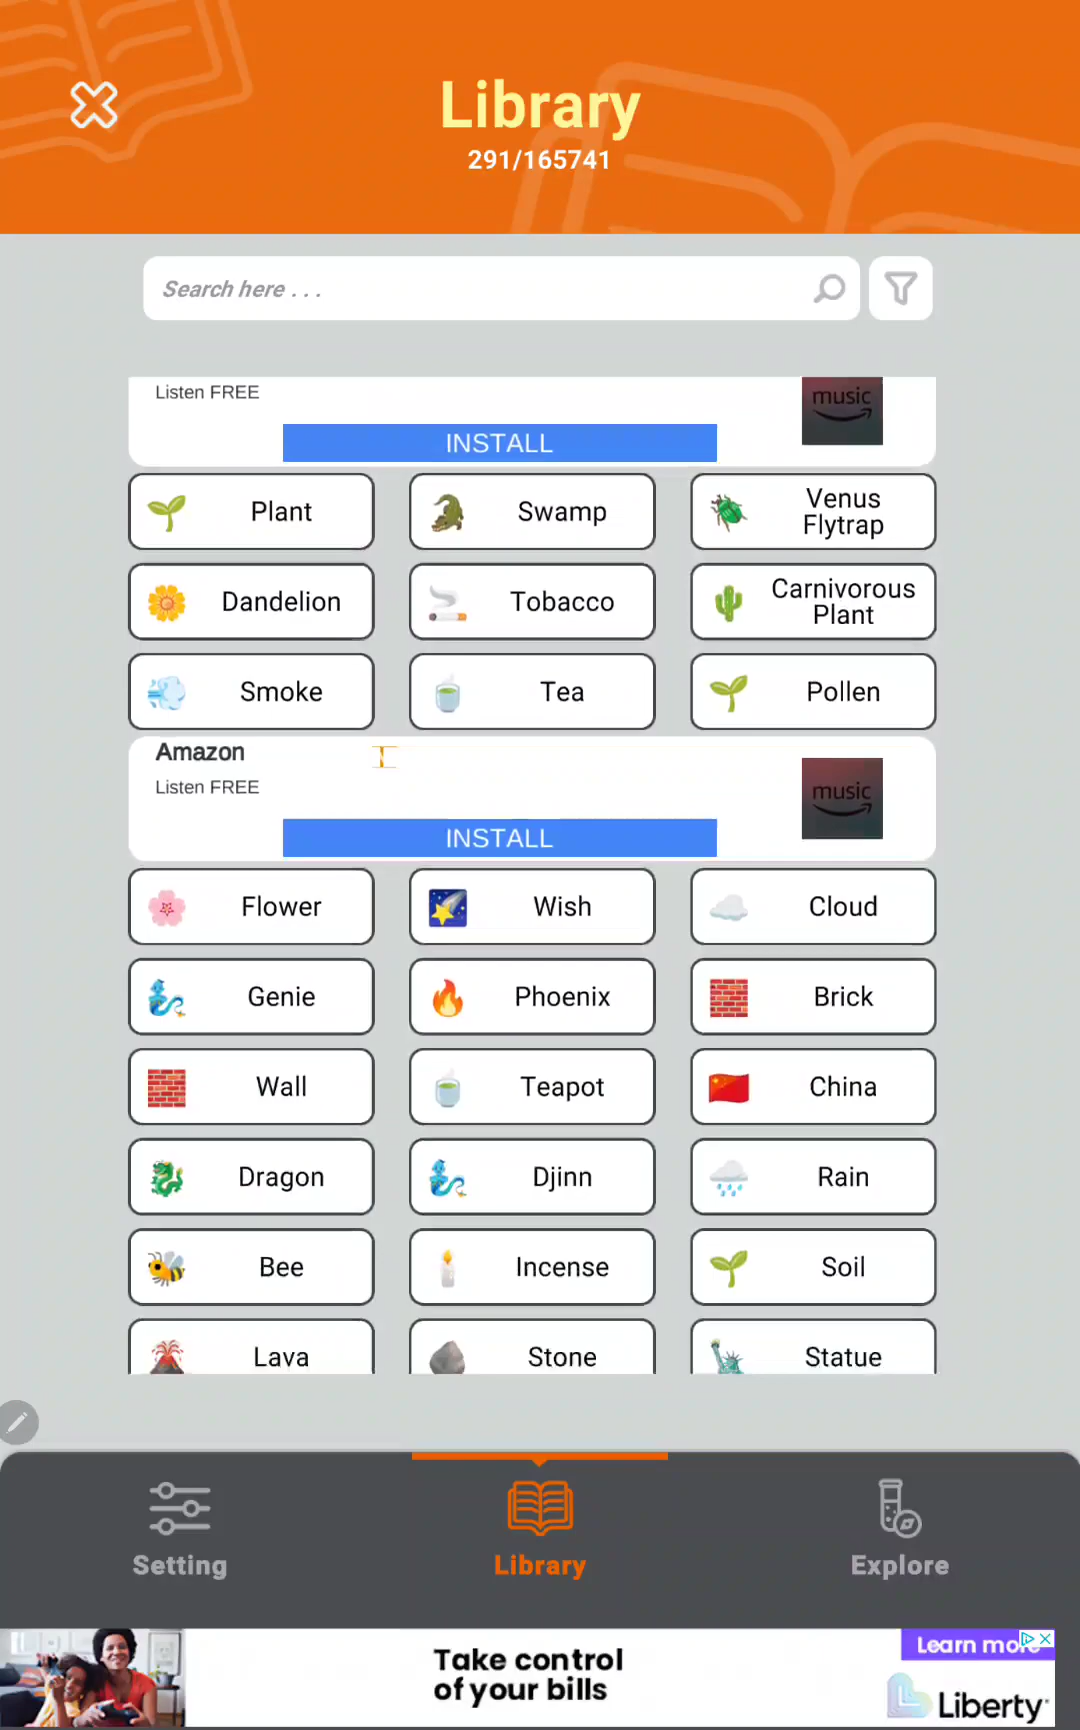 Library
291/165741
Search here . . .
Listen FREE
music
INSTALL
Plant
Swamp
Venus
Flytrap
Dandelion
Tobacco
Carnivorous
Plant
Smoke
Tea
Pollen
Amazon
Listen FREE
music
INSTALL
Flower
Wish
Cloud
Genie
Phoenix
Brick
Wall
Teapot
China
Dragon
Djinn
Rain
Bee
Incense
Soil
Lava
Stone
Statue
Setting
Library
Explore
Take control
of your bills
Learn more
Liberty